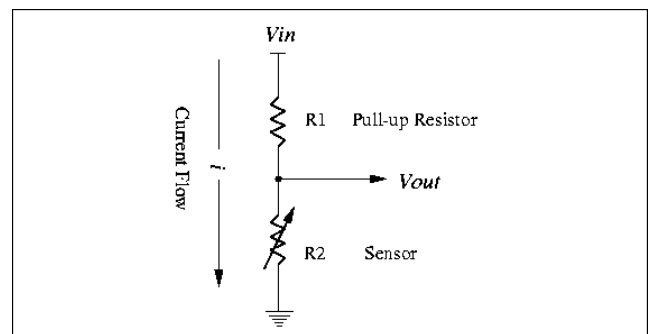 Vin
R1 Pull-up Resistor
Current Flow
i
Vout
R2 Sensor